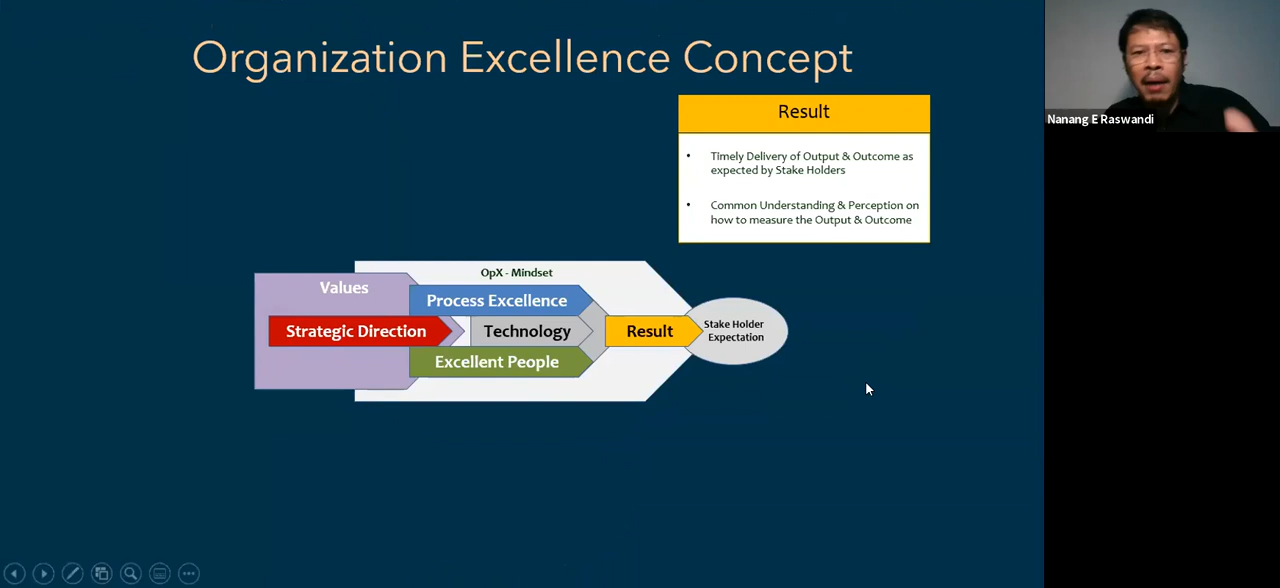 Organization Excellence Concept
Nanang E Raswandi
Result
• Timely Delivery of Output & Outcome as
expected by Stake Holders
• Common Understanding & Perception on
how to measure the Output & Outcome
OpX - Mindset
Values
Process Excellence
Strategic Direction
Technology
Result
Stake Holder
Expectation
Excellent People